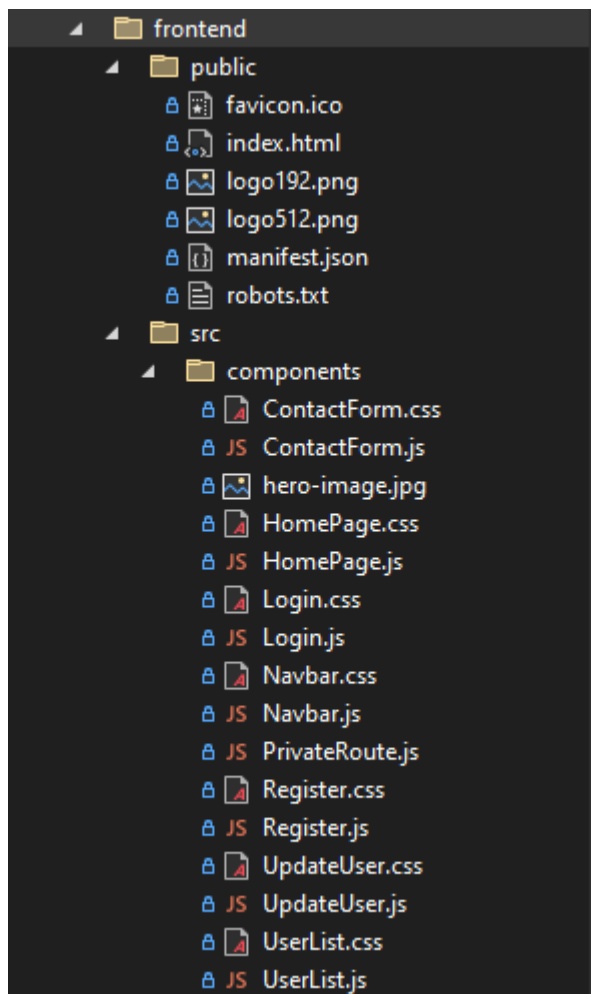 frontend
public
favicon.ico
index.html
logo192.png
logo512.png
manifest.json
robots.txt
src
components
ContactForm.css
JS ContactForm.js
hero-image.jpg
HomePage.css
JS HomePage.js
Login.css
JS Login.js
Navbar.css
JS Navbar.js
JS PrivateRoute.js
Register.css
JS Register.js
UpdateUser.css
JS UpdateUser.js
UserList.css
JS UserList.js